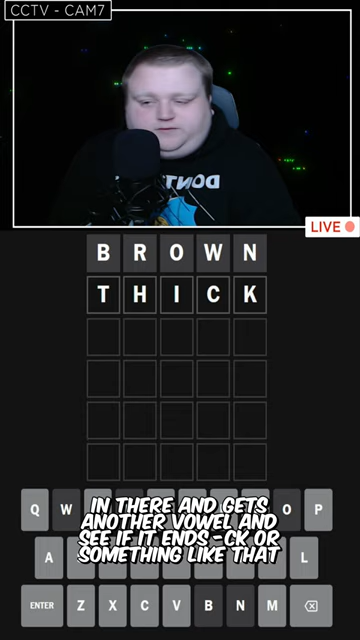 CCTV - CAM7
LIVE
B R O W N
T H I C K
Q W O P
IN THERE AND GETS
ANOTHER VOWEL AND
SEE IF IT ENDS -CK OR
SOMETHING LIKE THAT
A L
ENTER Z X C V B N M